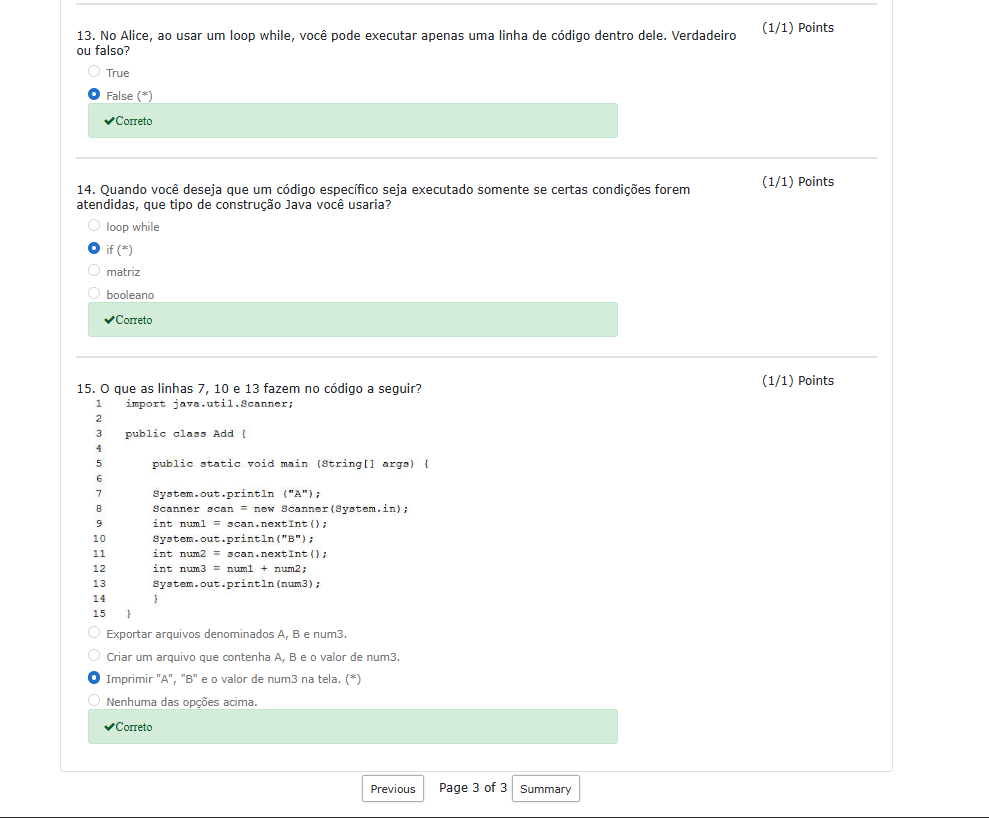 13. No Alice, ao usar um loop while, você pode executar apenas uma linha de código dentro dele. Verdadeiro
ou falso?
(1/1) Points
True
False (*)
✔Correto
14. Quando você deseja que um código específico seja executado somente se certas condições forem
atendidas, que tipo de construção Java você usaria?
(1/1) Points
loop while
if (*)
matriz
booleano
✔Correto
15. O que as linhas 7, 10 e 13 fazem no código a seguir?
(1/1) Points
1 import java.util.Scanner;
2
3 public class Add {
4
5 public static void main (String[] args) {
6
7 System.out.println ("A");
8 Scanner scan = new Scanner(System.in);
9 int num1 = scan.nextInt();
10 System.out.println("B");
11 int num2 = scan.nextInt();
12 int num3 = num1 + num2;
13 System.out.println(num3);
14 }
15 }
Exportar arquivos denominados A, B e num3.
Criar um arquivo que contenha A, B e o valor de num3.
Imprimir "A", "B" e o valor de num3 na tela. (*)
Nenhuma das opções acima.
✔Correto
Previous Page 3 of 3 Summary